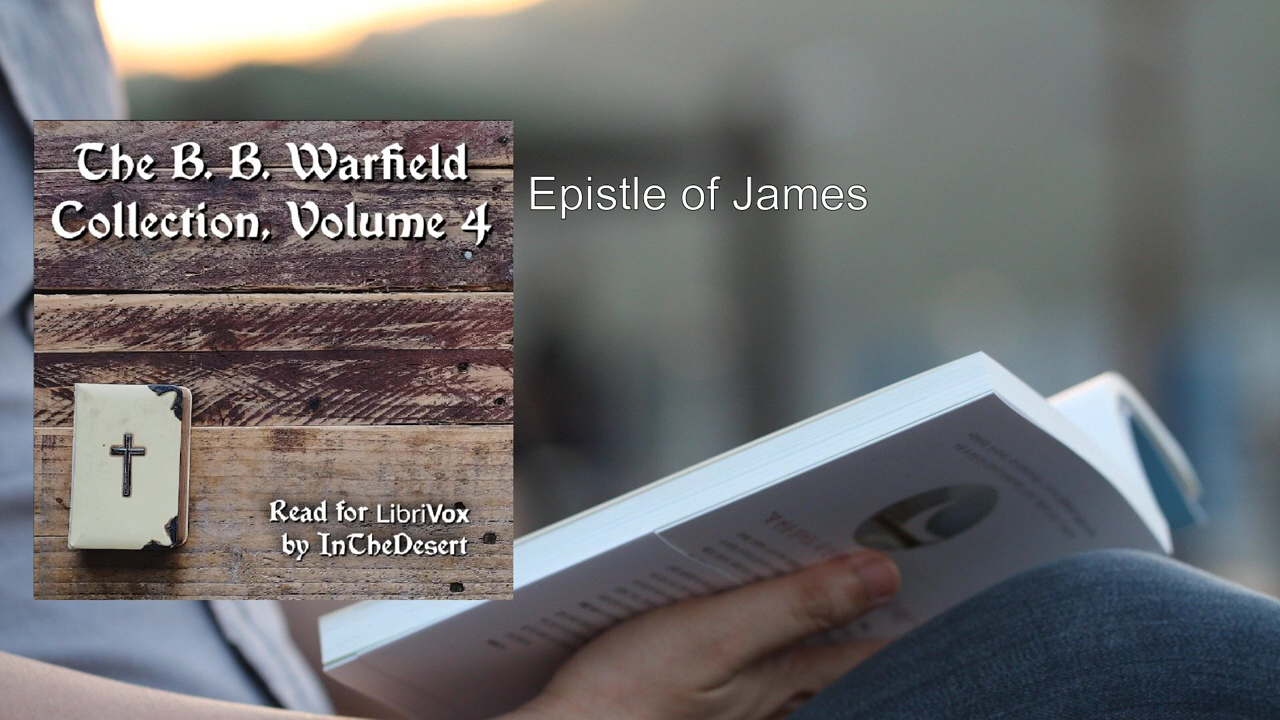 The B. B. Warfield
Collection, Volume 4
Epistle of James
Read for LibriVox
by InTheDesert